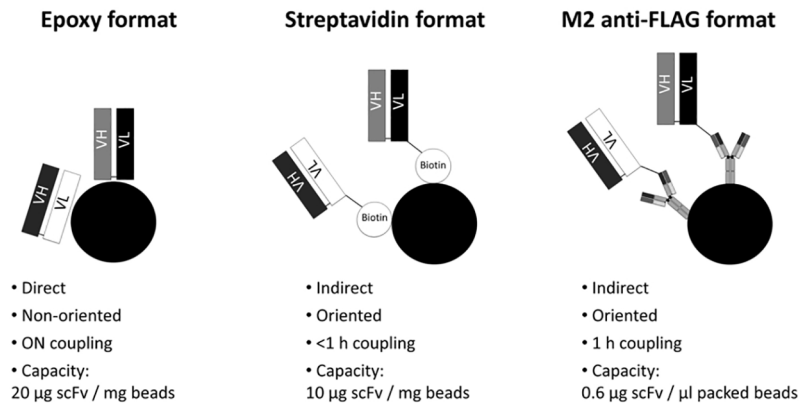 Epoxy format
Streptavidin format
M2 anti-FLAG format
VH
VL
VH
VL
VH
VL
Biotin
VH
VL
Biotin
VH
VL
VH
VL
• Direct
• Non-oriented
• ON coupling
• Capacity:
20 µg scFv / mg beads
• Indirect
• Oriented
• <1 h coupling
• Capacity:
10 µg scFv / mg beads
• Indirect
• Oriented
• 1 h coupling
• Capacity:
0.6 µg scFv / µl packed beads